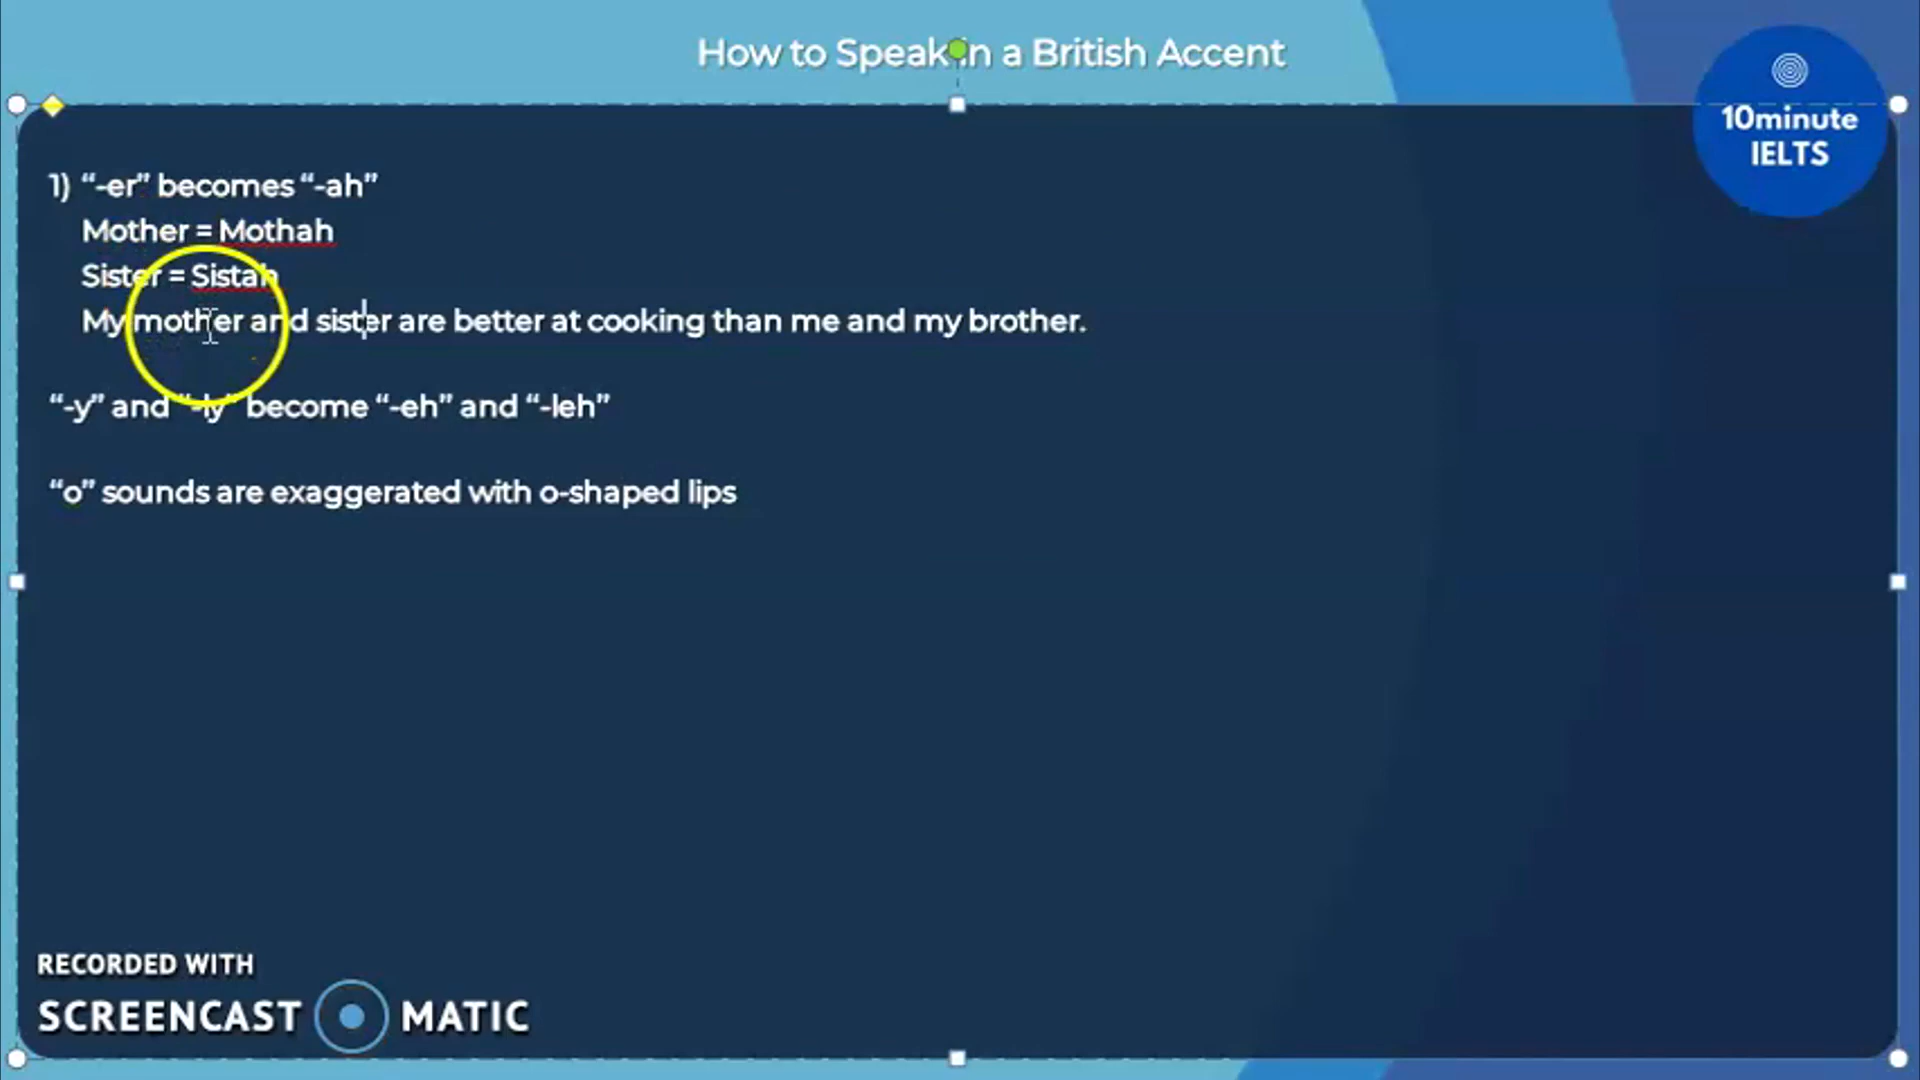 How to Speak in a British Accent
10minute
IELTS
1) “-er” becomes “-ah”
Mother = Mothah
Sister = Sistah
My mother and sister are better at cooking than me and my brother.
“-y” and “-ly” become “-eh” and “-leh”
“o” sounds are exaggerated with o-shaped lips
RECORDED WITH
SCREENCAST MATIC